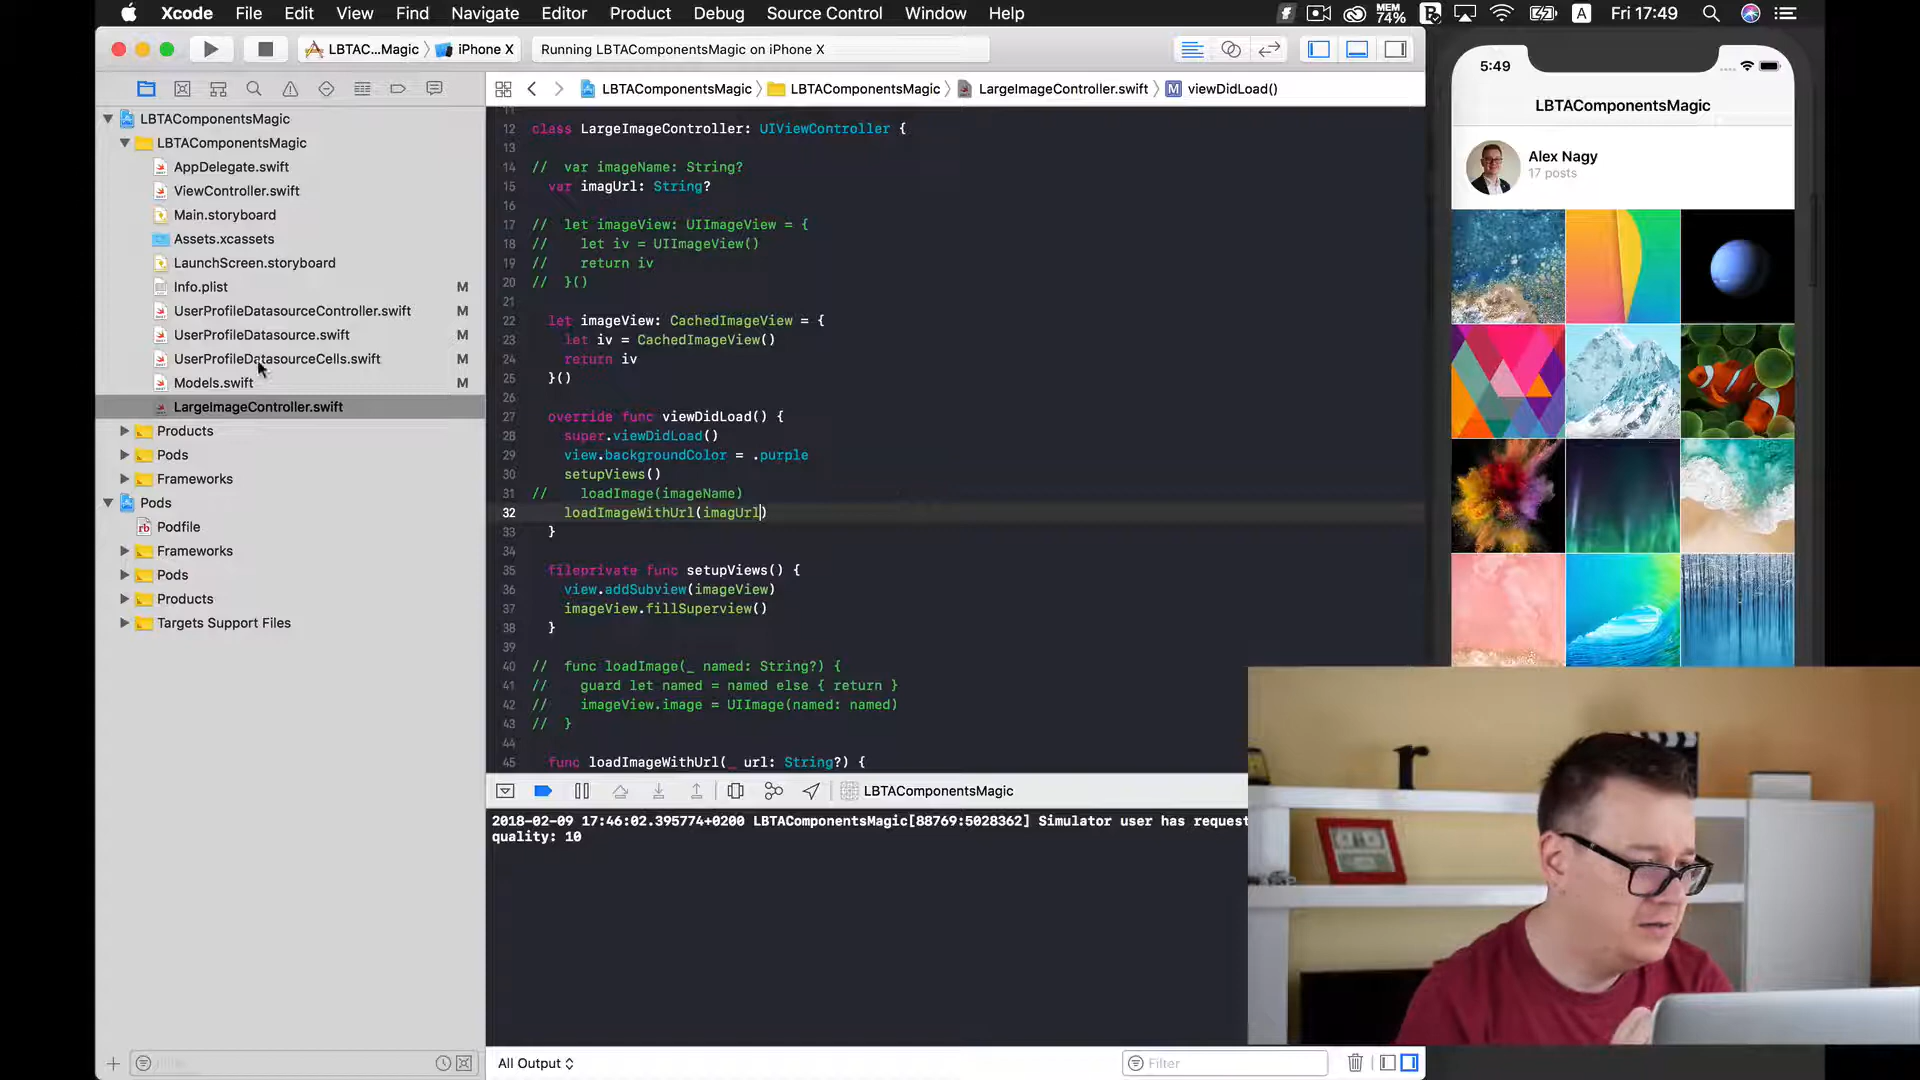 Xcode File Edit View Find Navigate Editor Product Debug Source Control Window Help
MEM 74% A Fri 17:49
LBTAC...Magic iPhone X Running LBTAComponentsMagic on iPhone X
LBTAComponentsMagic LBTAComponentsMagic LargeImageController.swift M viewDidLoad()
LBTAComponentsMagic
LBTAComponentsMagic
AppDelegate.swift
ViewController.swift
Main.storyboard
Assets.xcassets
LaunchScreen.storyboard
Info.plist M
UserProfileDatasourceController.swift M
UserProfileDatasource.swift M
UserProfileDatasourceCells.swift M
Models.swift M
LargeImageController.swift
Products
Pods
Frameworks
Pods
rb Podfile
Frameworks
Pods
Products
Targets Support Files
11
12 class LargeImageController: UIViewController {
13
14 //  var imageName: String?
15 var imagUrl: String?
16
17 //  let imageView: UIImageView = {
18 //    let iv = UIImageView()
19 //    return iv
20 //  }()
21
22 let imageView: CachedImageView = {
23 let iv = CachedImageView()
24 return iv
25 }()
26
27 override func viewDidLoad() {
28 super.viewDidLoad()
29 view.backgroundColor = .purple
30 setupViews()
31 //    loadImage(imageName)
32 loadImageWithUrl(imagUrl)
33 }
34
35 fileprivate func setupViews() {
36 view.addSubview(imageView)
37 imageView.fillSuperview()
38 }
39
40 //  func loadImage(_ named: String?) {
41 //    guard let named = named else { return }
42 //    imageView.image = UIImage(named: named)
43 //  }
44
45 func loadImageWithUrl(_ url: String?) {
LBTAComponentsMagic
2018-02-09 17:46:02.395774+0200 LBTAComponentsMagic[88769:5028362] Simulator user has request
quality: 10
All Output
Filter
5:49
LBTAComponentsMagic
Alex Nagy
17 posts